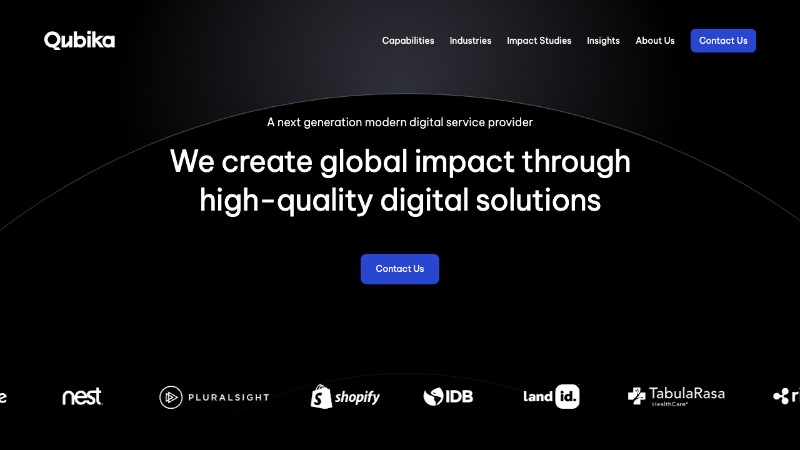 Qubika
Capabilities
Industries
Impact Studies
Insights
About Us
Contact Us
A next generation modern digital service provider
We create global impact through
high-quality digital solutions
Contact Us
nest
PLURALSIGHT
shopify
IDB
land id.
TabulaRasa
HealthCare